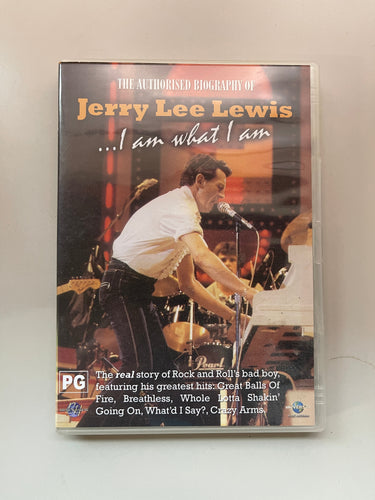 THE AUTHORISED BIOGRAPHY OF
Jerry Lee Lewis
...I am what I am
Pearl
PG
The real story of Rock and Roll's bad boy,
featuring his greatest hits: Great Balls Of
Fire, Breathless, Whole Lotta Shakin'
Going On, What'd I Say?, Crazy Arms.
UNIVERSAL